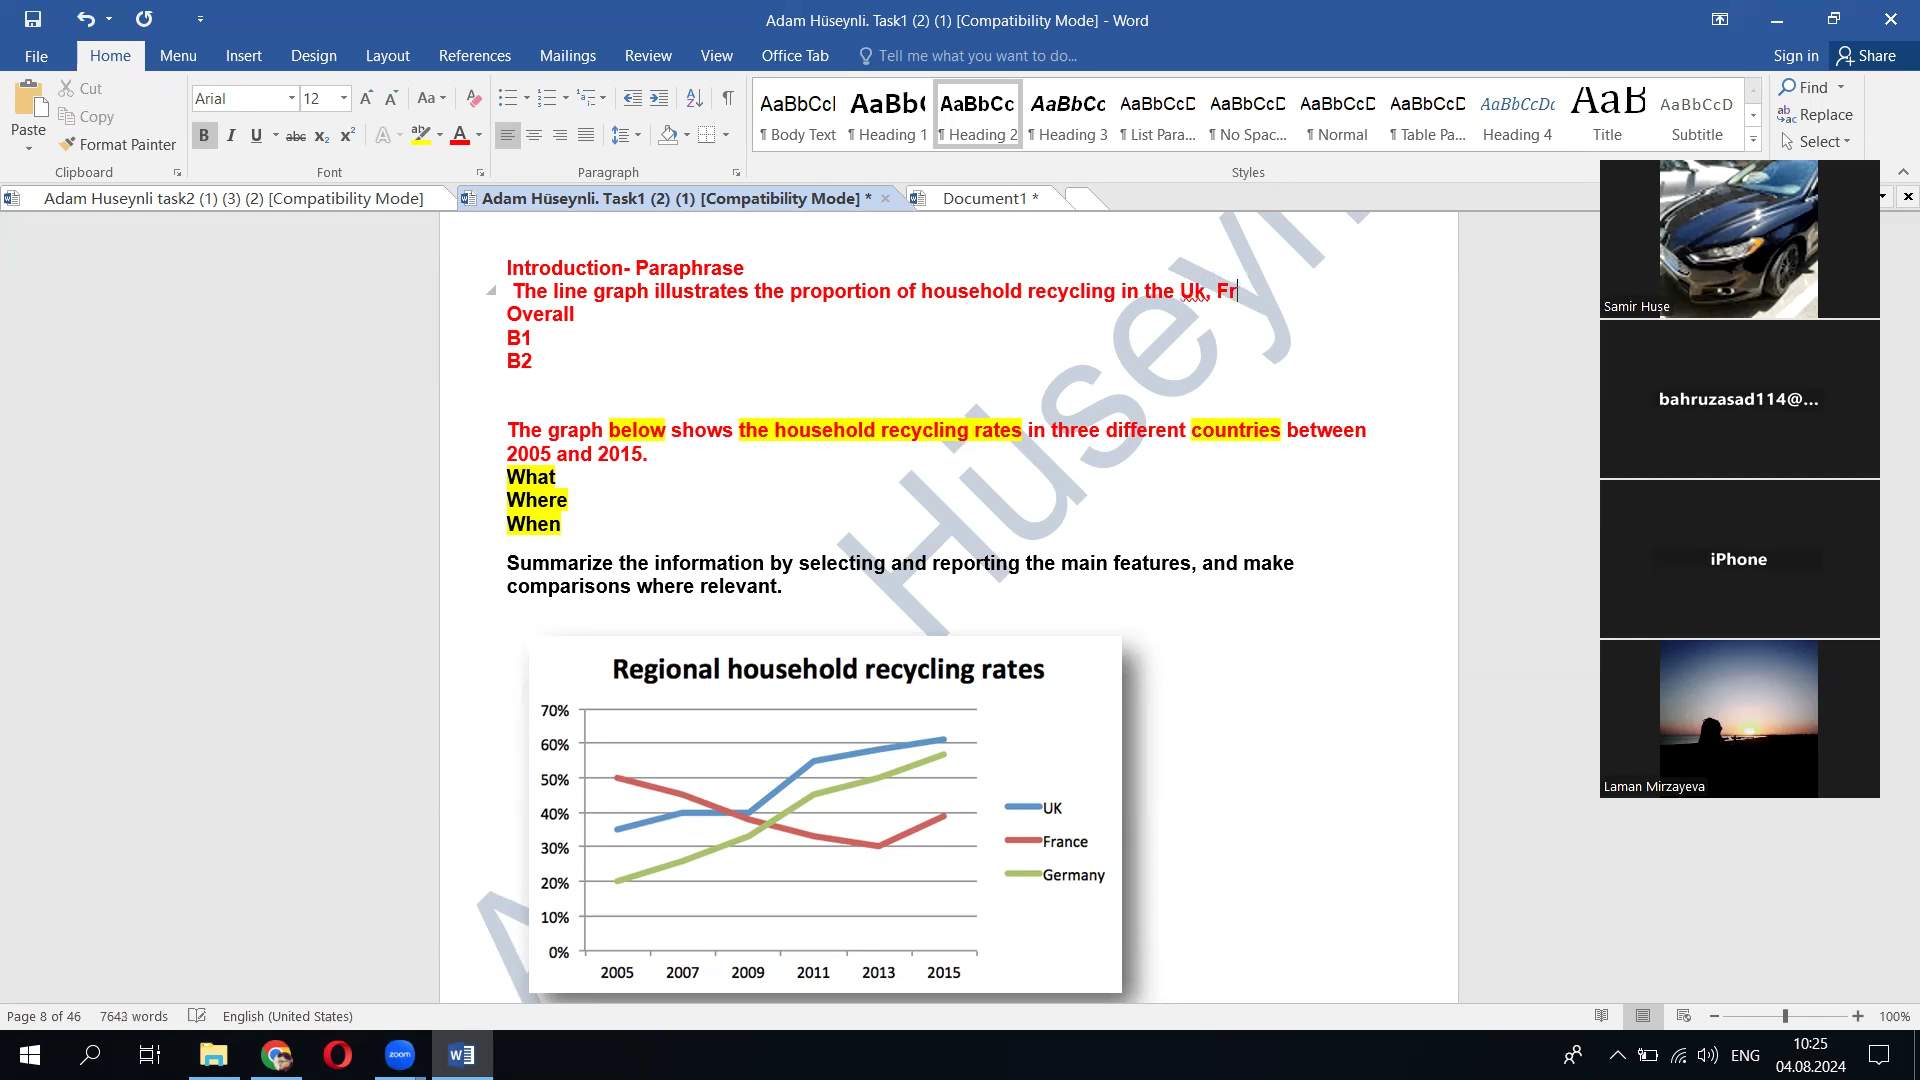 Adam Hüseynli. Task1 (2) (1) [Compatibility Mode] - Word
File Home Menu Insert Design Layout References Mailings Review View Office Tab Tell me what you want to do... Sign in Share
Paste
Cut
Copy
Format Painter
Arial 12
Aa
B I U abc X₂ X²
A
AaBbCcI AaBb( AaBbCc AaBbCc AaBbCcD AaBbCcD AaBbCcD AaBbCcD AaBbCcDc AaB AaBbCcD
¶ Body Text ¶ Heading 1 ¶ Heading 2 ¶ Heading 3 ¶ List Para... ¶ No Spac... ¶ Normal ¶ Table Pa... Heading 4 Title Subtitle
Find
Replace
Select
Clipboard Font Paragraph Styles
Adam Huseynli task2 (1) (3) (2) [Compatibility Mode] Adam Hüseynli. Task1 (2) (1) [Compatibility Mode] * Document1 *
Introduction- Paraphrase
The line graph illustrates the proportion of household recycling in the Uk, Fr
Overall
B1
B2
The graph below shows the household recycling rates in three different countries between
2005 and 2015.
What
Where
When
Summarize the information by selecting and reporting the main features, and make
comparisons where relevant.
Regional household recycling rates
70%
60%
50%
40%
30%
20%
10%
0%
2005 2007 2009 2011 2013 2015
UK
France
Germany
Samir Huse
bahruzasad114@...
iPhone
Laman Mirzayeva
Page 8 of 46 7643 words English (United States) 100%
zoom
ENG
10:25
04.08.2024